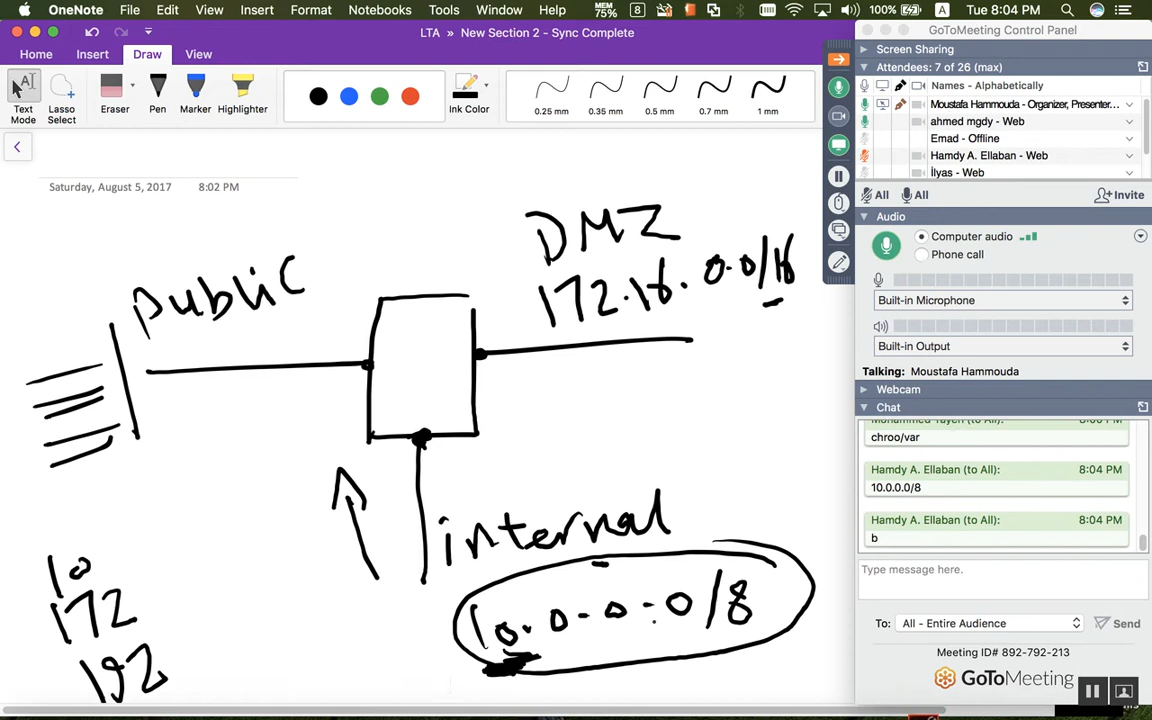 OneNote File Edit View Insert Format Notebooks Tools Window Help MEM 75% 8 100% A Tue 8:04 PM
LTA » New Section 2 - Sync Complete
Home Insert Draw View
Text Mode
Lasso Select
Eraser
Pen
Marker
Highlighter
Ink Color
0.25 mm
0.35 mm
0.5 mm
0.7 mm
1 mm
Saturday, August 5, 2017 8:02 PM
DMZ
172.16.0.0/16
public
internal
10.0.0.0/8
10
172
192
GoToMeeting Control Panel
Screen Sharing
Attendees: 7 of 26 (max)
Names - Alphabetically
Moustafa Hammouda - Organizer, Presenter...
ahmed mgdy - Web
Emad - Offline
Hamdy A. Ellaban - Web
İlyas - Web
All All Invite
Audio
Computer audio
Phone call
Built-in Microphone
Built-in Output
Talking: Moustafa Hammouda
Webcam
Chat
chroo/var
Hamdy A. Ellaban (to All): 8:04 PM
10.0.0.0/8
Hamdy A. Ellaban (to All): 8:04 PM
b
Type message here.
To: All - Entire Audience Send
Meeting ID# 892-792-213
GoToMeeting